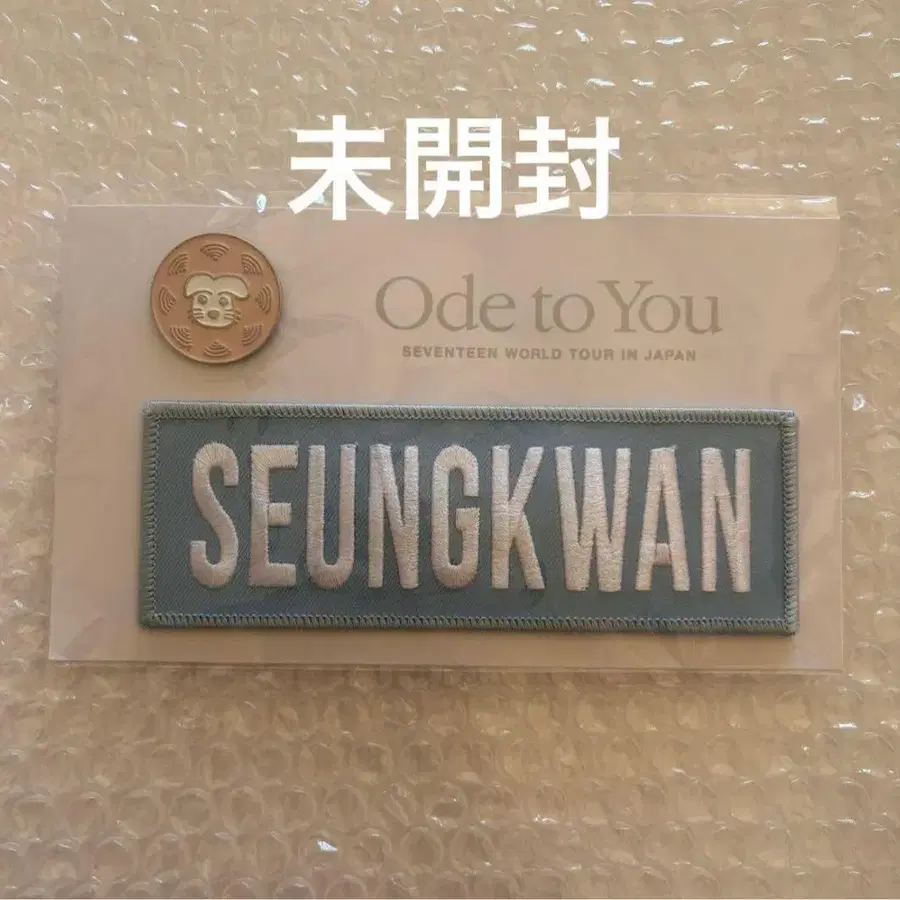 未開封
Ode to You
SEVENTEEN WORLD TOUR IN JAPAN
SEUNGKWAN